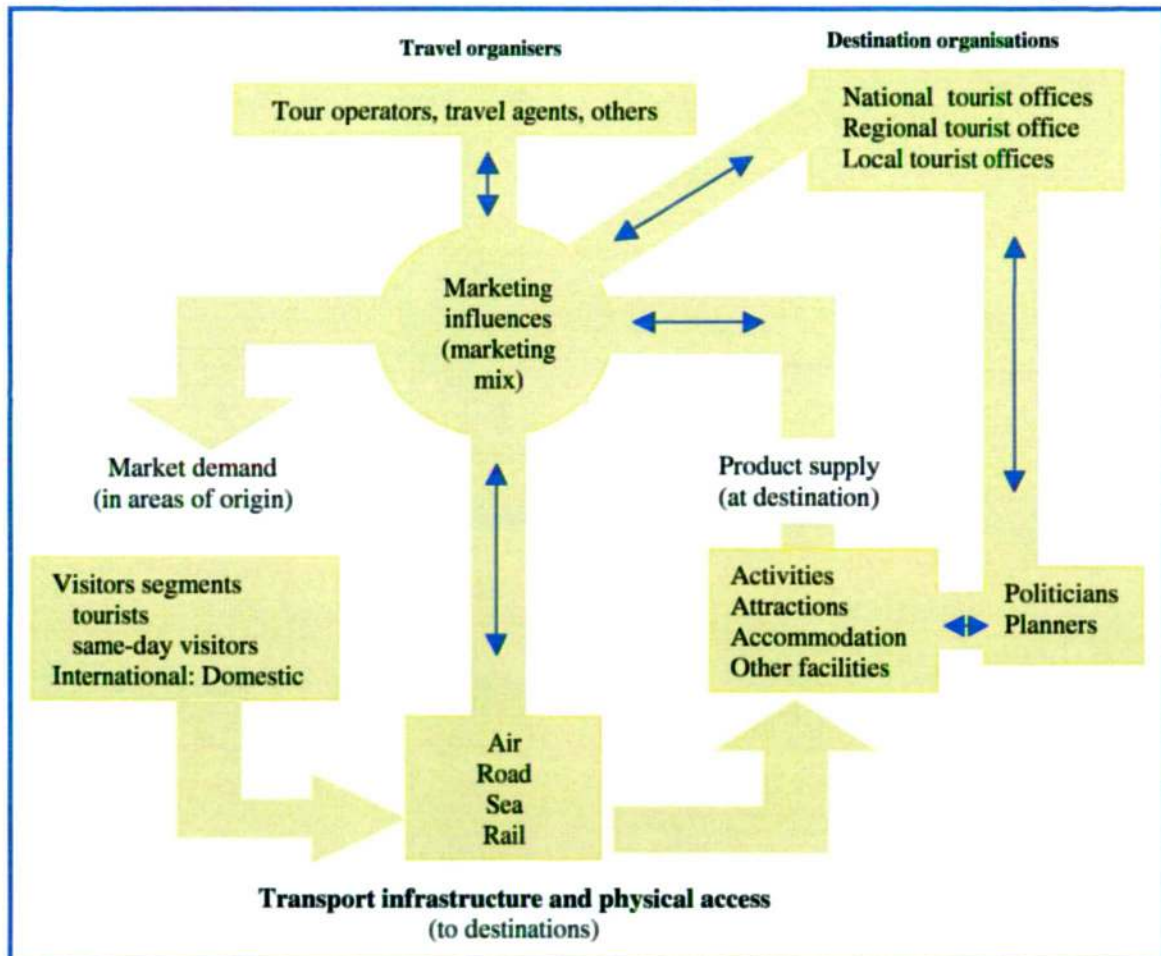 Travel organisers
Destination organisations
Tour operators, travel agents, others
National tourist offices
Regional tourist office
Local tourist offices
Marketing
influences
(marketing
mix)
Market demand
(in areas of origin)
Product supply
(at destination)
Visitors segments
tourists
same-day visitors
International: Domestic
Activities
Attractions
Accommodation
Other facilities
Politicians
Planners
Air
Road
Sea
Rail
Transport infrastructure and physical access
(to destinations)